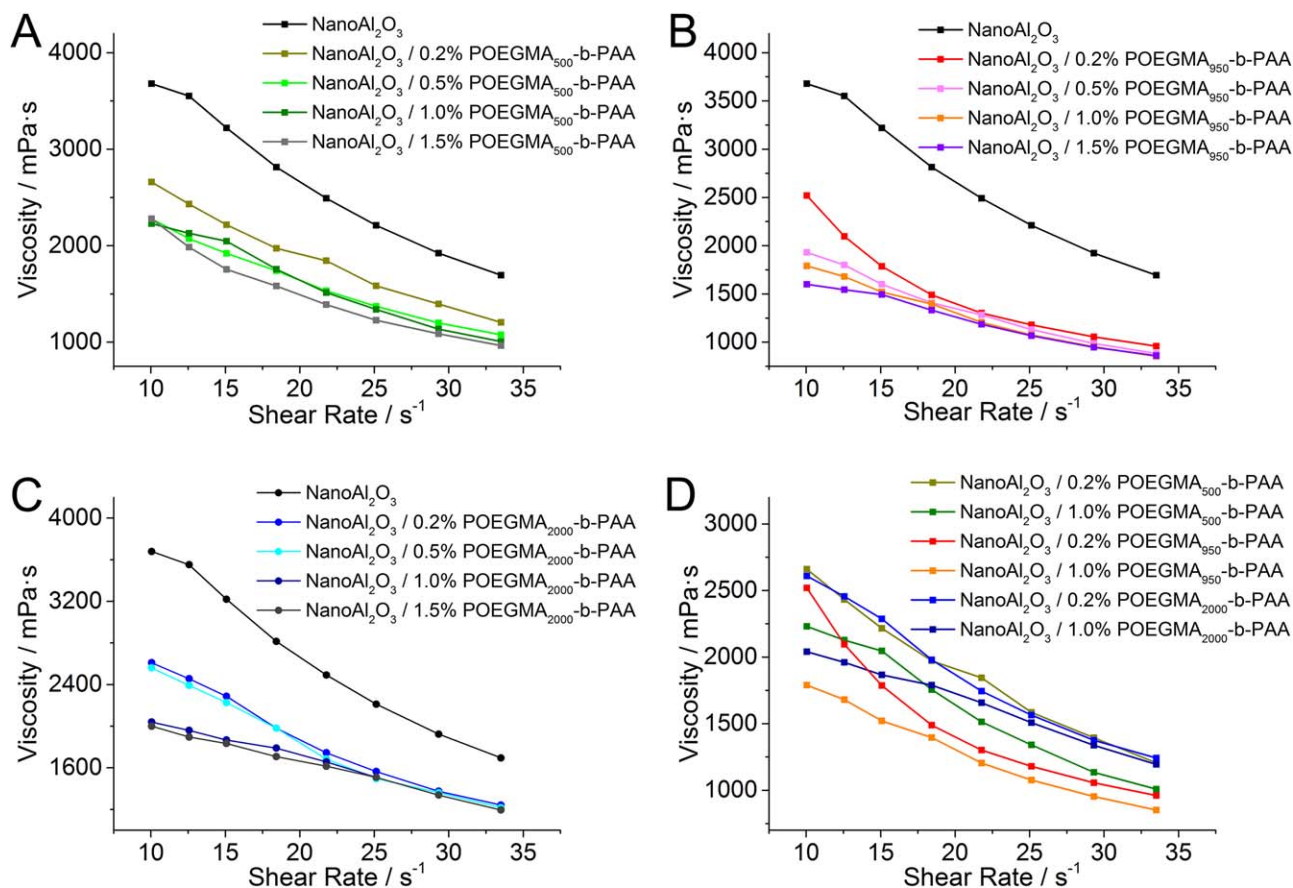 A
NanoAl₂O₃
NanoAl₂O₃ / 0.2% POEGMA₅₀₀-b-PAA
NanoAl₂O₃ / 0.5% POEGMA₅₀₀-b-PAA
NanoAl₂O₃ / 1.0% POEGMA₅₀₀-b-PAA
NanoAl₂O₃ / 1.5% POEGMA₅₀₀-b-PAA
Viscosity / mPa·s
4000
3000
2000
1000
10 15 20 25 30 35
Shear Rate / s⁻¹
B
NanoAl₂O₃
NanoAl₂O₃ / 0.2% POEGMA₉₅₀-b-PAA
NanoAl₂O₃ / 0.5% POEGMA₉₅₀-b-PAA
NanoAl₂O₃ / 1.0% POEGMA₉₅₀-b-PAA
NanoAl₂O₃ / 1.5% POEGMA₉₅₀-b-PAA
Viscosity / mPa·s
4000
3500
3000
2500
2000
1500
1000
10 15 20 25 30 35
Shear Rate / s⁻¹
C
NanoAl₂O₃
NanoAl₂O₃ / 0.2% POEGMA₂₀₀₀-b-PAA
NanoAl₂O₃ / 0.5% POEGMA₂₀₀₀-b-PAA
NanoAl₂O₃ / 1.0% POEGMA₂₀₀₀-b-PAA
NanoAl₂O₃ / 1.5% POEGMA₂₀₀₀-b-PAA
Viscosity / mPa·s
4000
3200
2400
1600
10 15 20 25 30 35
Shear Rate / s⁻¹
D
NanoAl₂O₃ / 0.2% POEGMA₅₀₀-b-PAA
NanoAl₂O₃ / 1.0% POEGMA₅₀₀-b-PAA
NanoAl₂O₃ / 0.2% POEGMA₉₅₀-b-PAA
NanoAl₂O₃ / 1.0% POEGMA₉₅₀-b-PAA
NanoAl₂O₃ / 0.2% POEGMA₂₀₀₀-b-PAA
NanoAl₂O₃ / 1.0% POEGMA₂₀₀₀-b-PAA
Viscosity / mPa·s
3000
2500
2000
1500
1000
10 15 20 25 30 35
Shear Rate / s⁻¹